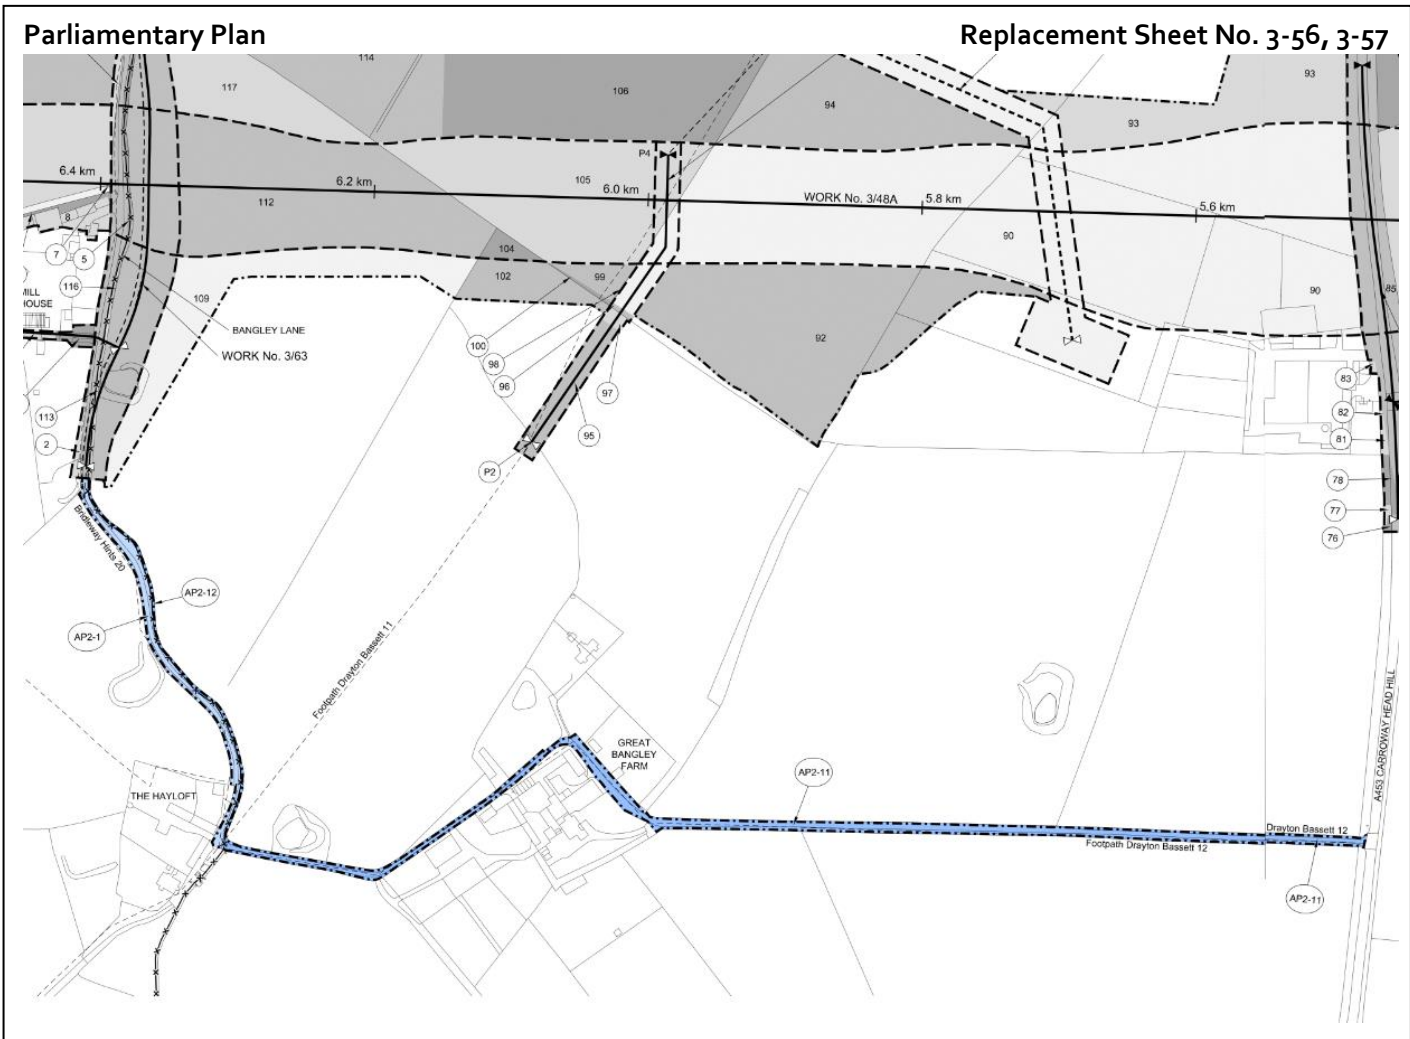 Parliamentary Plan
Replacement Sheet No. 3-56, 3-57
114
117
106
94
93
93
P4
6.4 km
6.2 km
105
6.0 km
WORK No. 3/48A
5.8 km
5.6 km
112
8
7
5
104
102
99
90
90
85
116
109
BANGLEY LANE
WORK No. 3/63
HOUSE
100
98
96
97
92
83
82
81
113
95
2
P2
78
77
76
Bridleway Hints 20
AP2-12
AP2-1
Footpath Drayton Bassett 11
A453 CARROWAY HEAD HILL
GREAT
BANGLEY
FARM
AP2-11
THE HAYLOFT
Drayton Bassett 12
Footpath Drayton Bassett 12
AP2-11